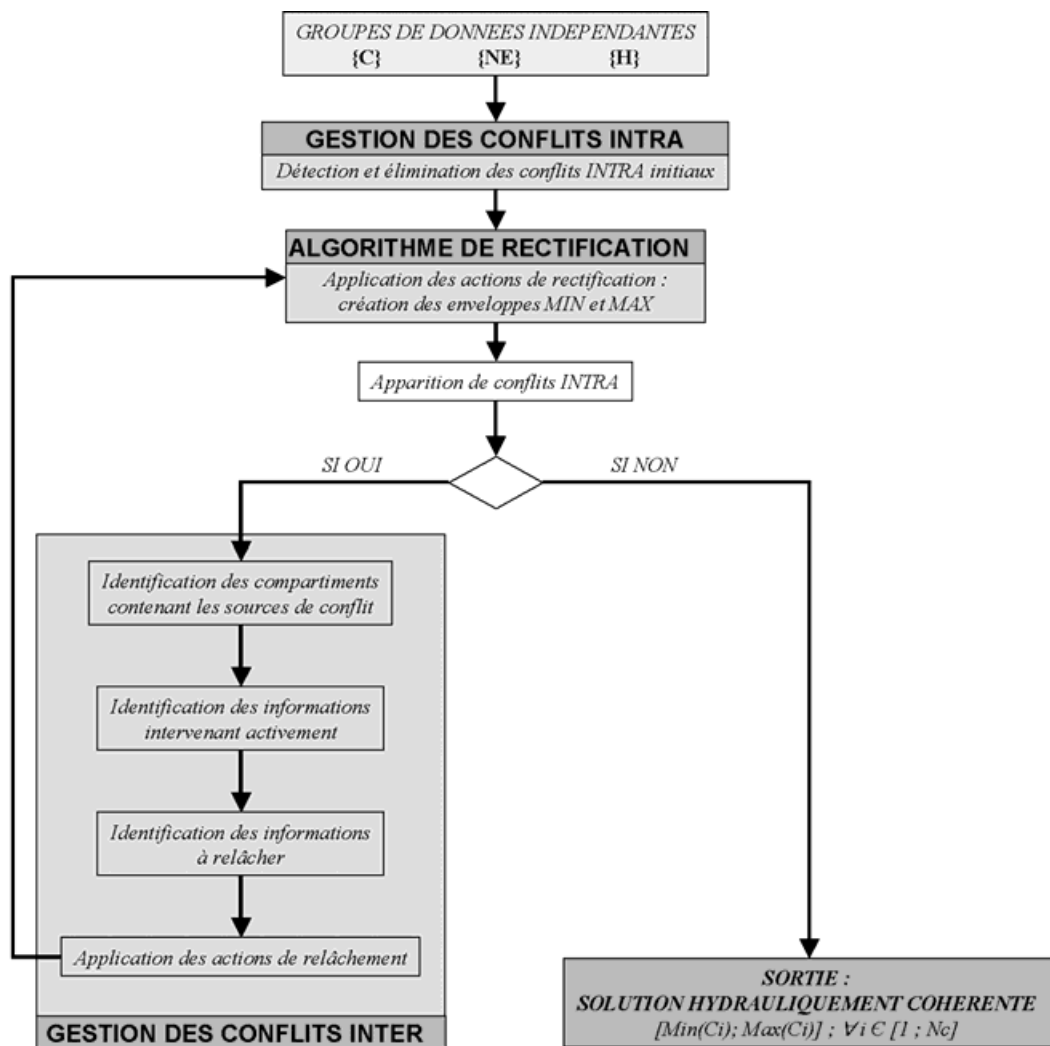 GROUPES DE DONNEES INDEPENDANTES
{C} {NE} {H}
GESTION DES CONFLITS INTRA
Détection et élimination des conflits INTRA initiaux
ALGORITHME DE RECTIFICATION
Application des actions de rectification :
création des enveloppes MIN et MAX
Apparition de conflits INTRA
SI OUI
SI NON
Identification des compartiments
contenant les sources de conflit
Identification des informations
intervenant activement
Identification des informations
à relâcher
Application des actions de relâchement
GESTION DES CONFLITS INTER
SORTIE :
SOLUTION HYDRAULIQUEMENT COHERENTE
[Min(Ci); Max(Ci)] ; ∀ i Є [1 ; Nc]